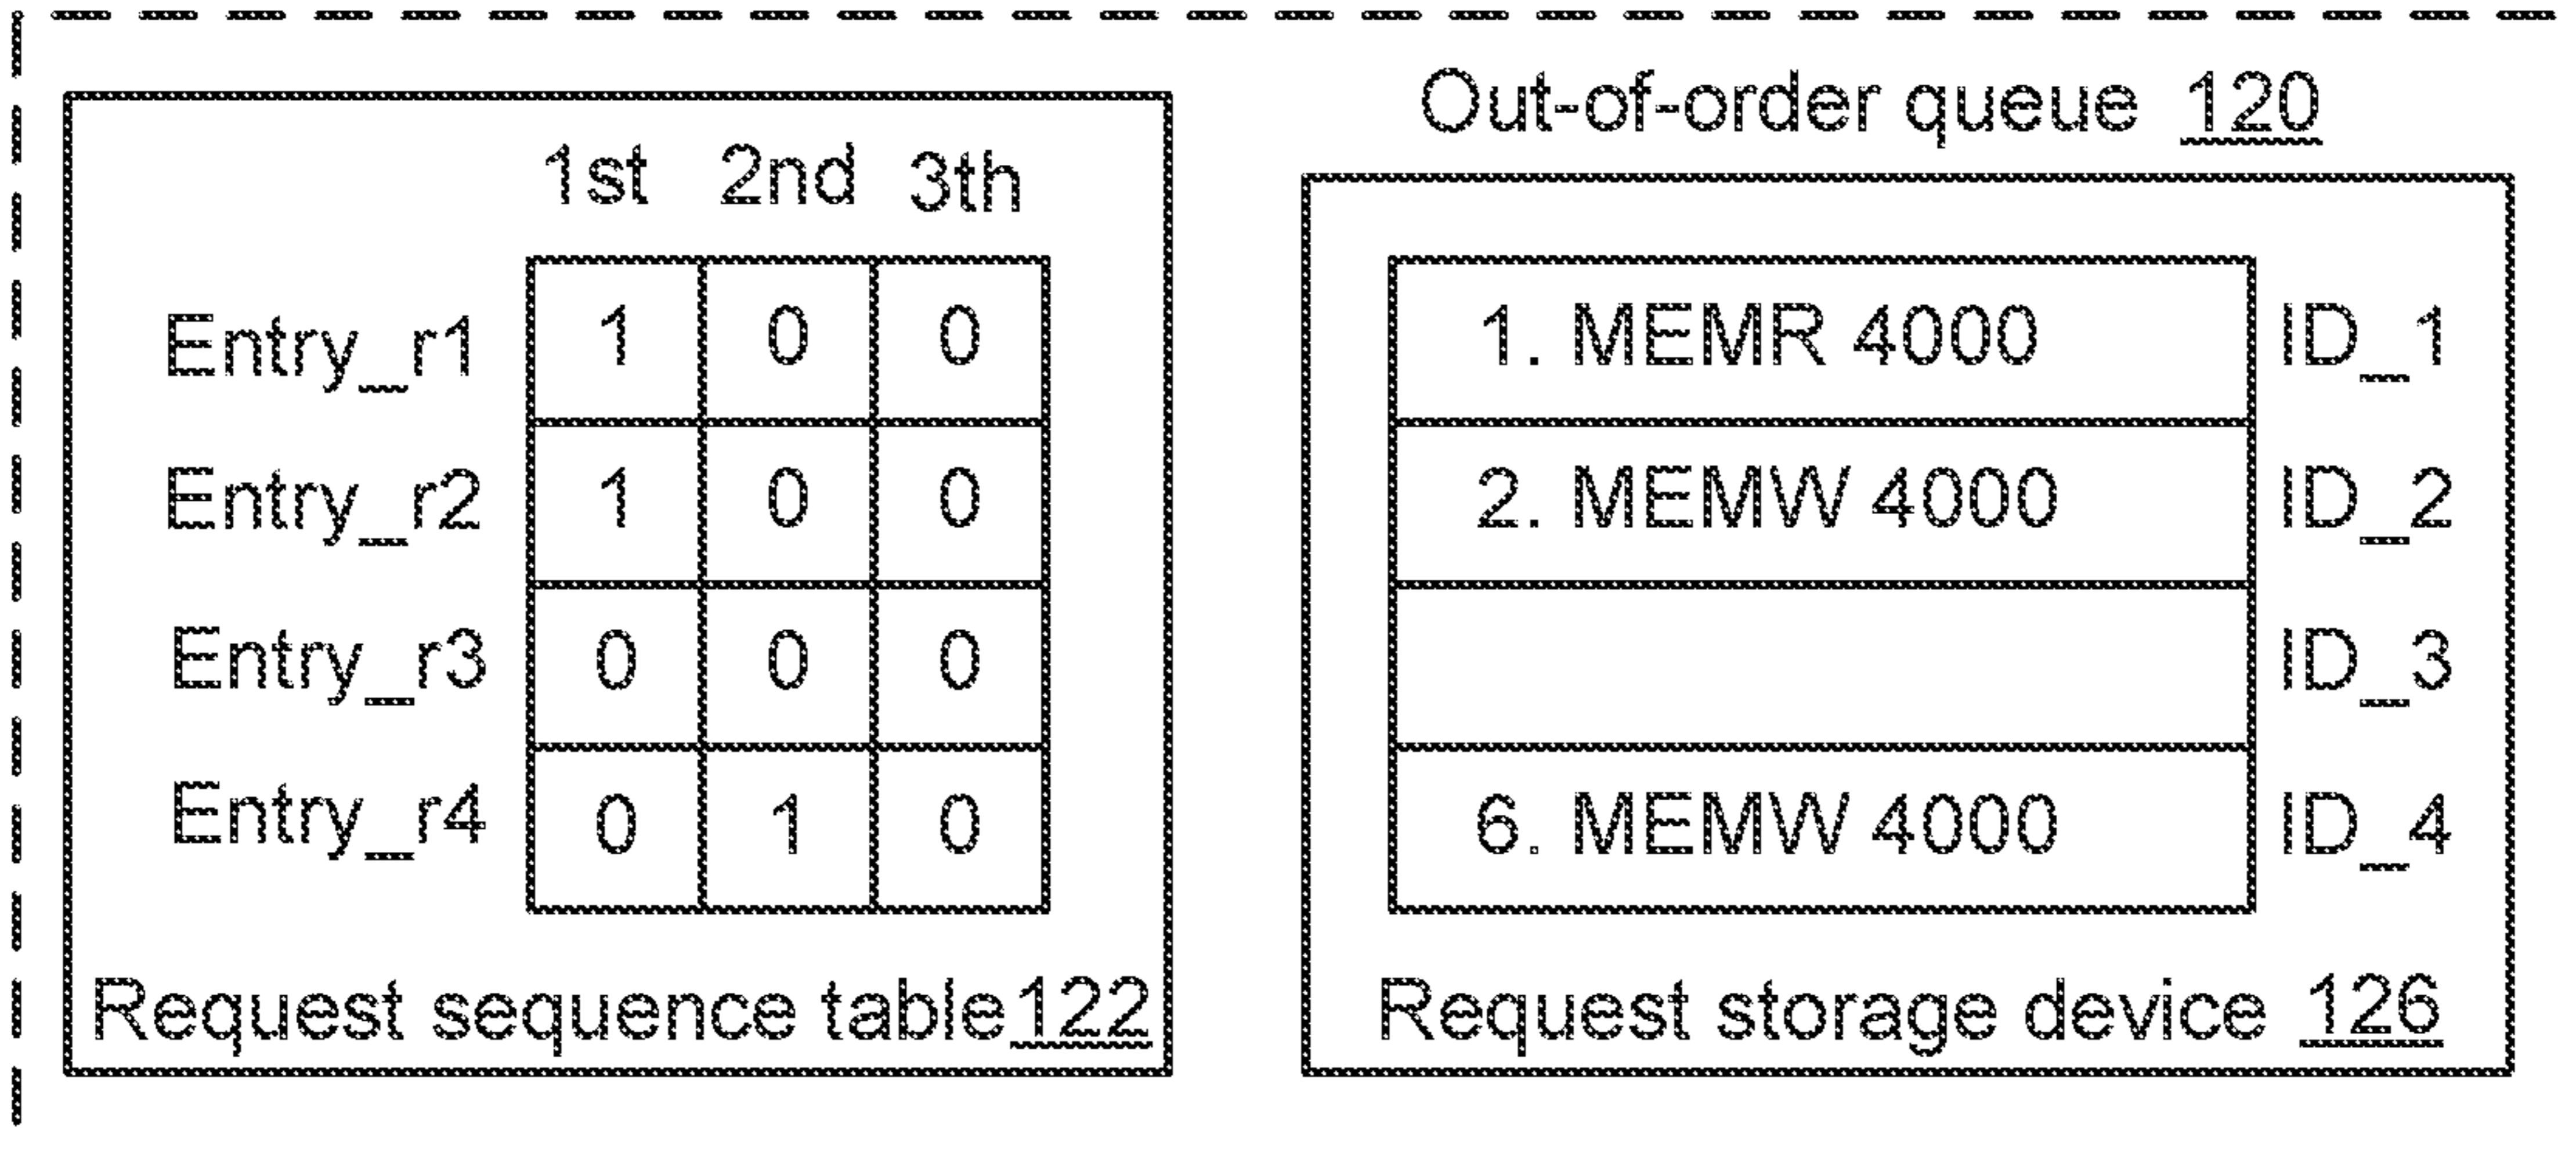 Out-of-order queue 120
1st 2nd 3th
Entry_r1 1 0 0
Entry_r2 1 0 0
Entry_r3 0 0 0
Entry_r4 0 1 0
Request sequence table 122
1. MEMR 4000 ID_1
2. MEMW 4000 ID_2
ID_3
6. MEMW 4000 ID_4
Request storage device 126